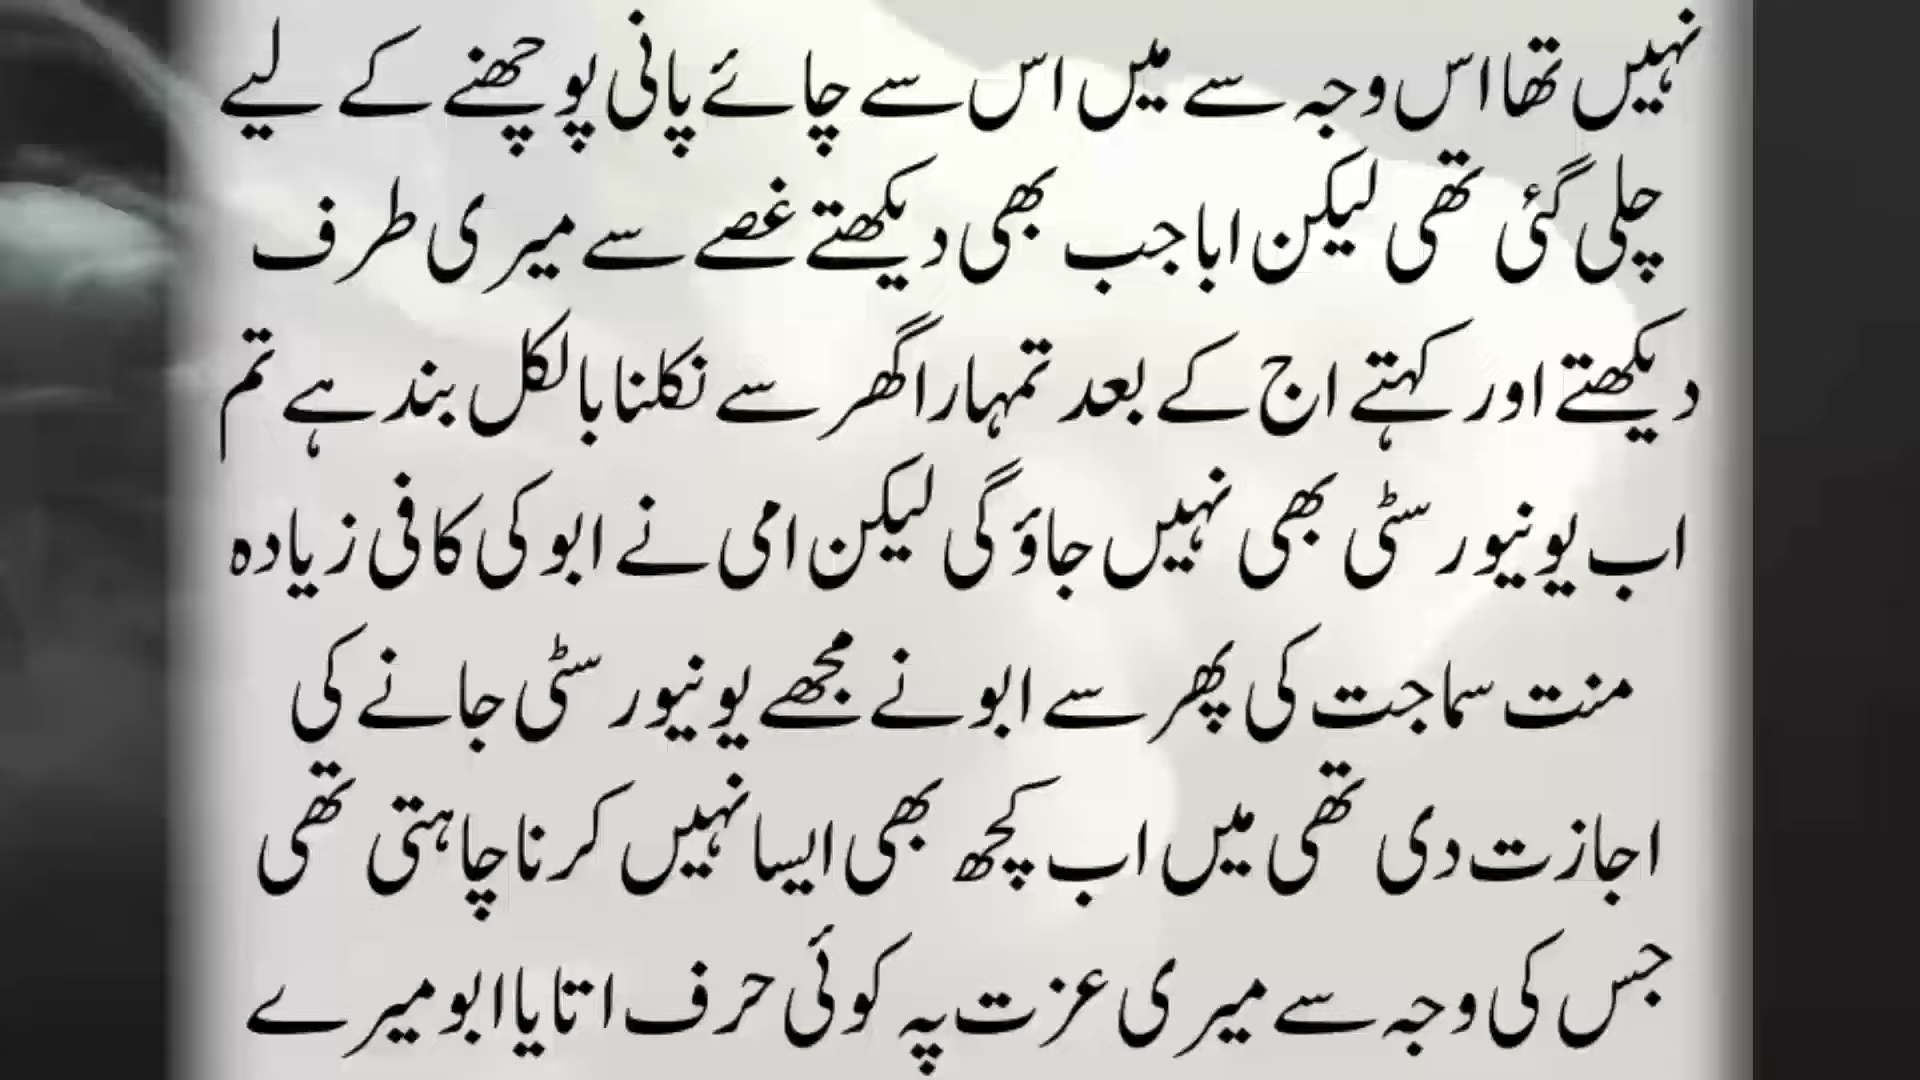 نہیں تھا اس وجہ سے میں اس سے چائے پانی پوچھنے کے لیے
چلی گئی تھی لیکن ابا جب بھی دیکھتے غصے سے میری طرف
دیکھتے اور کہتے اج کے بعد تمہارا گھر سے نکلنا بالکل بند ہے تم
اب یونیورسٹی بھی نہیں جاؤ گی لیکن امی نے ابو کی کافی زیادہ
منت سماجت کی پھر سے ابو نے مجھے یونیورسٹی جانے کی
اجازت دی تھی میں اب کچھ بھی ایسا نہیں کرنا چاہتی تھی
جس کی وجہ سے میری عزت پہ کوئی حرف اتا یا ابو میرے